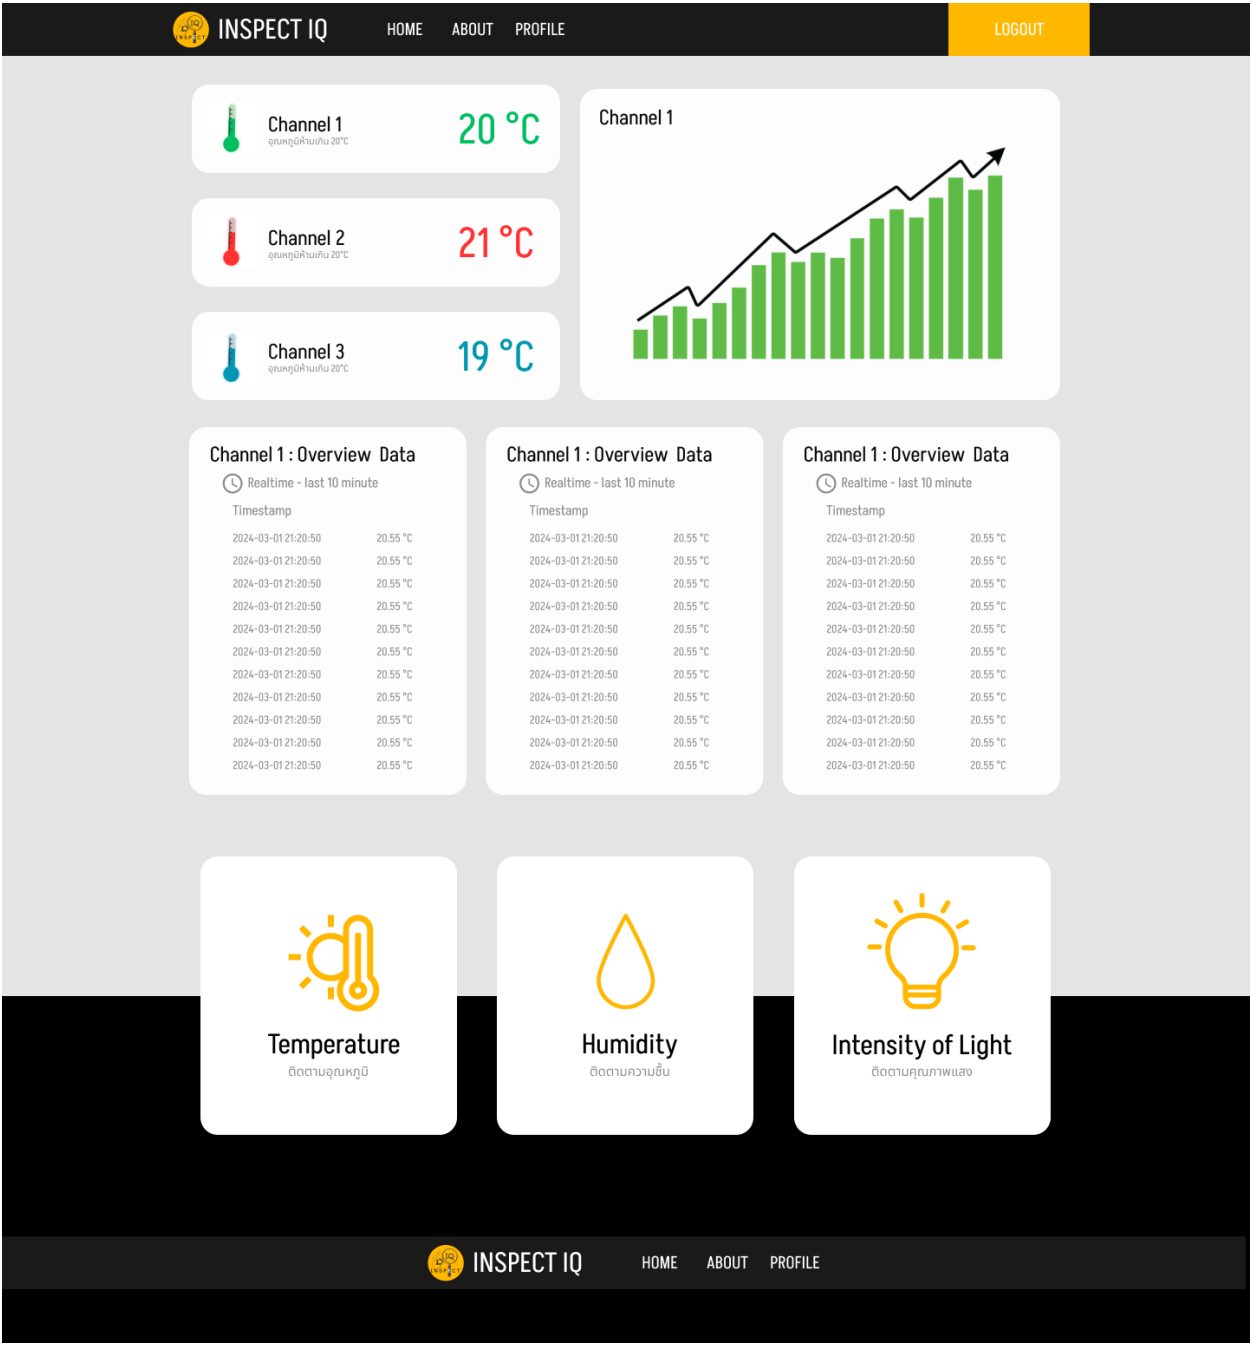 INSPECT IQ HOME ABOUT PROFILE LOGOUT
Channel 1
อุณหภูมิห้ามเกิน 20°C
20 °C
Channel 2
อุณหภูมิห้ามเกิน 20°C
21 °C
Channel 3
อุณหภูมิห้ามเกิน 20°C
19 °C
Channel 1
Channel 1 : Overview Data
Realtime - last 10 minute
Timestamp
2024-03-01 21:20:50 20.55 °C
2024-03-01 21:20:50 20.55 °C
2024-03-01 21:20:50 20.55 °C
2024-03-01 21:20:50 20.55 °C
2024-03-01 21:20:50 20.55 °C
2024-03-01 21:20:50 20.55 °C
2024-03-01 21:20:50 20.55 °C
2024-03-01 21:20:50 20.55 °C
2024-03-01 21:20:50 20.55 °C
2024-03-01 21:20:50 20.55 °C
2024-03-01 21:20:50 20.55 °C
Channel 1 : Overview Data
Realtime - last 10 minute
Timestamp
2024-03-01 21:20:50 20.55 °C
2024-03-01 21:20:50 20.55 °C
2024-03-01 21:20:50 20.55 °C
2024-03-01 21:20:50 20.55 °C
2024-03-01 21:20:50 20.55 °C
2024-03-01 21:20:50 20.55 °C
2024-03-01 21:20:50 20.55 °C
2024-03-01 21:20:50 20.55 °C
2024-03-01 21:20:50 20.55 °C
2024-03-01 21:20:50 20.55 °C
2024-03-01 21:20:50 20.55 °C
Channel 1 : Overview Data
Realtime - last 10 minute
Timestamp
2024-03-01 21:20:50 20.55 °C
2024-03-01 21:20:50 20.55 °C
2024-03-01 21:20:50 20.55 °C
2024-03-01 21:20:50 20.55 °C
2024-03-01 21:20:50 20.55 °C
2024-03-01 21:20:50 20.55 °C
2024-03-01 21:20:50 20.55 °C
2024-03-01 21:20:50 20.55 °C
2024-03-01 21:20:50 20.55 °C
2024-03-01 21:20:50 20.55 °C
2024-03-01 21:20:50 20.55 °C
Temperature
ติดตามอุณหภูมิ
Humidity
ติดตามความชื้น
Intensity of Light
ติดตามคุณภาพแสง
INSPECT IQ HOME ABOUT PROFILE